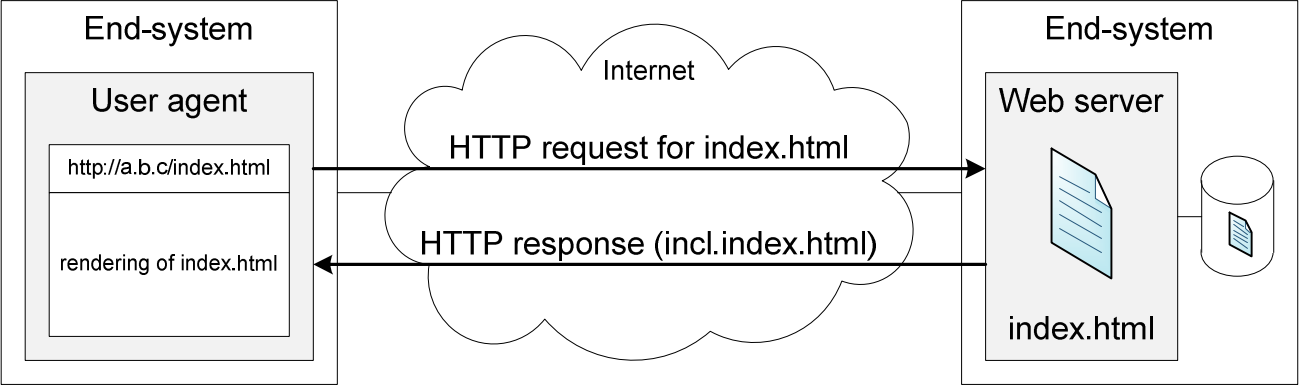 End-system
User agent
http://a.b.c/index.html
rendering of index.html
Internet
HTTP request for index.html
HTTP response (incl.index.html)
End-system
Web server
index.html